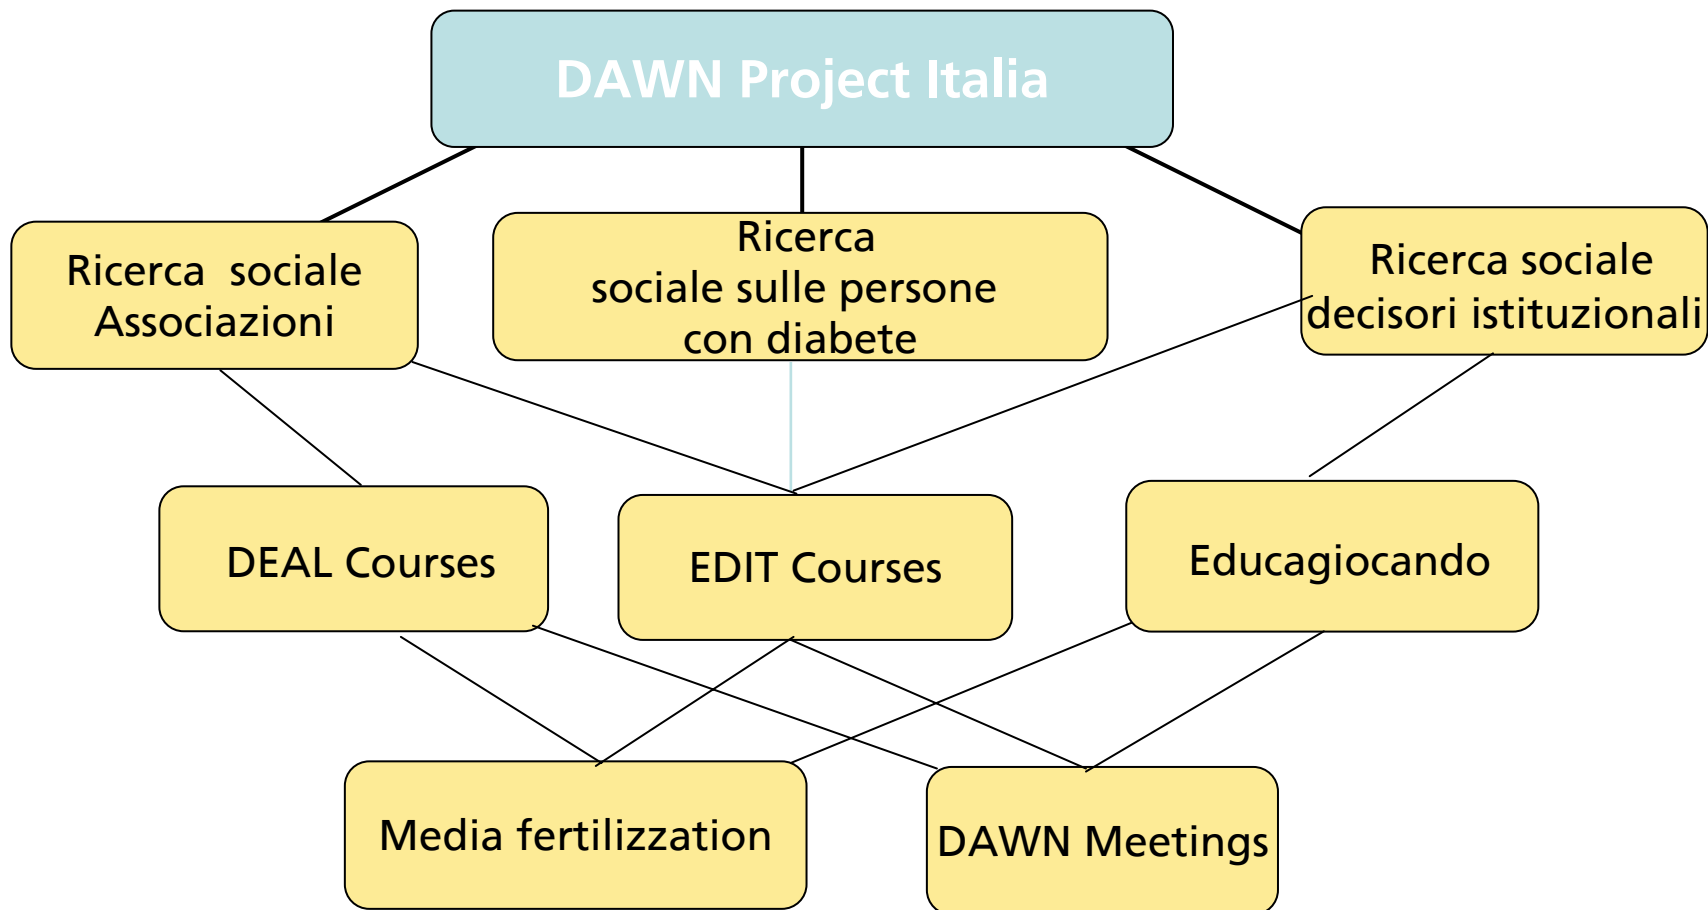 DAWN Project Italia
Ricerca sociale
Associazioni
Ricerca
sociale sulle persone
con diabete
Ricerca sociale
decisori istituzionali
DEAL Courses
EDIT Courses
Educagiocando
Media fertilizzation
DAWN Meetings